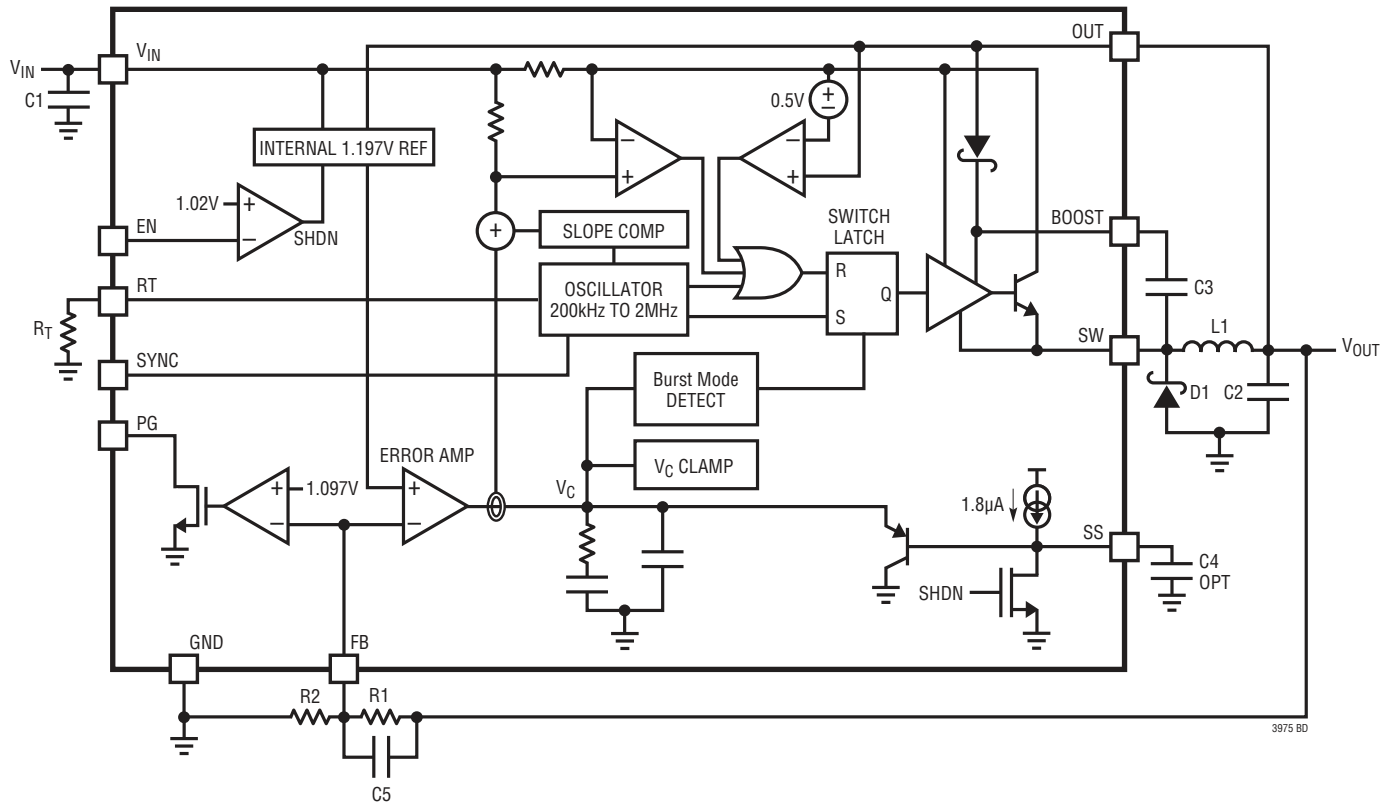 OUT
V_IN
V_IN
C1
+
−
0.5V
INTERNAL 1.197V REF
−
−
+
+
1.02V
+
−
SHDN
EN
+
SLOPE COMP
SWITCH
LATCH
BOOST
RT
OSCILLATOR
200kHz TO 2MHz
R
Q
S
C3
R_T
SW
L1
V_OUT
SYNC
Burst Mode
DETECT
D1
C2
PG
ERROR AMP
V_C CLAMP
+
1.097V
−
+
−
V_C
1.8µA
SS
C4
OPT
SHDN
GND
FB
R2
R1
C5
3975 BD